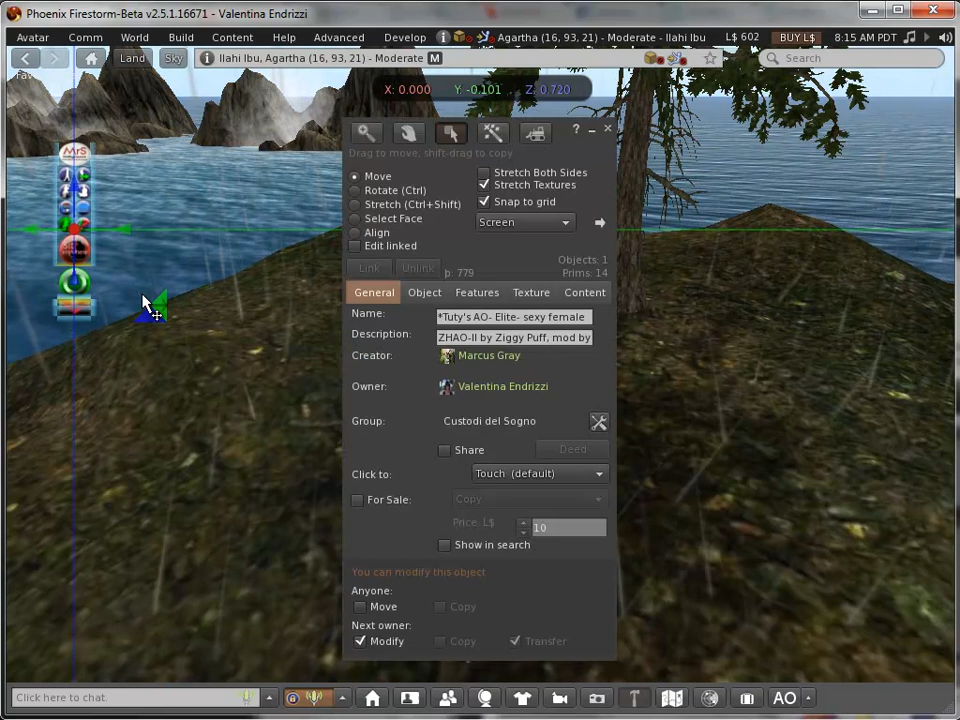 Phoenix Firestorm-Beta v2.5.1.16671 - Valentina Endrizzi
Avatar Comm World Build Content Help Advanced Develop Agartha (16, 93, 21) - Moderate - Ilahi Ibu L$ 602 BUY L$ 8:15 AM PDT
Land Sky Ilahi Ibu, Agartha (16, 93, 21) - Moderate M Search
X: 0.000 Y: -0.101 Z: 0.720
Drag to move, shift-drag to copy
Move
Rotate (Ctrl)
Stretch (Ctrl+Shift)
Select Face
Align
Edit linked
Stretch Both Sides
Stretch Textures
Snap to grid
Screen
Link Unlink
Objects: 1
þ: 779 Prims: 14
General Object Features Texture Content
Name: *Tuty's AO- Elite- sexy female
Description: ZHAO-II by Ziggy Puff, mod by
Creator: Marcus Gray
Owner: Valentina Endrizzi
Group: Custodi del Sogno
Share Deed
Click to: Touch (default)
For Sale: Copy
Price: L$ 10
Show in search
You can modify this object
Anyone:
Move Copy
Next owner:
Modify Copy Transfer
MrS
Click here to chat AO